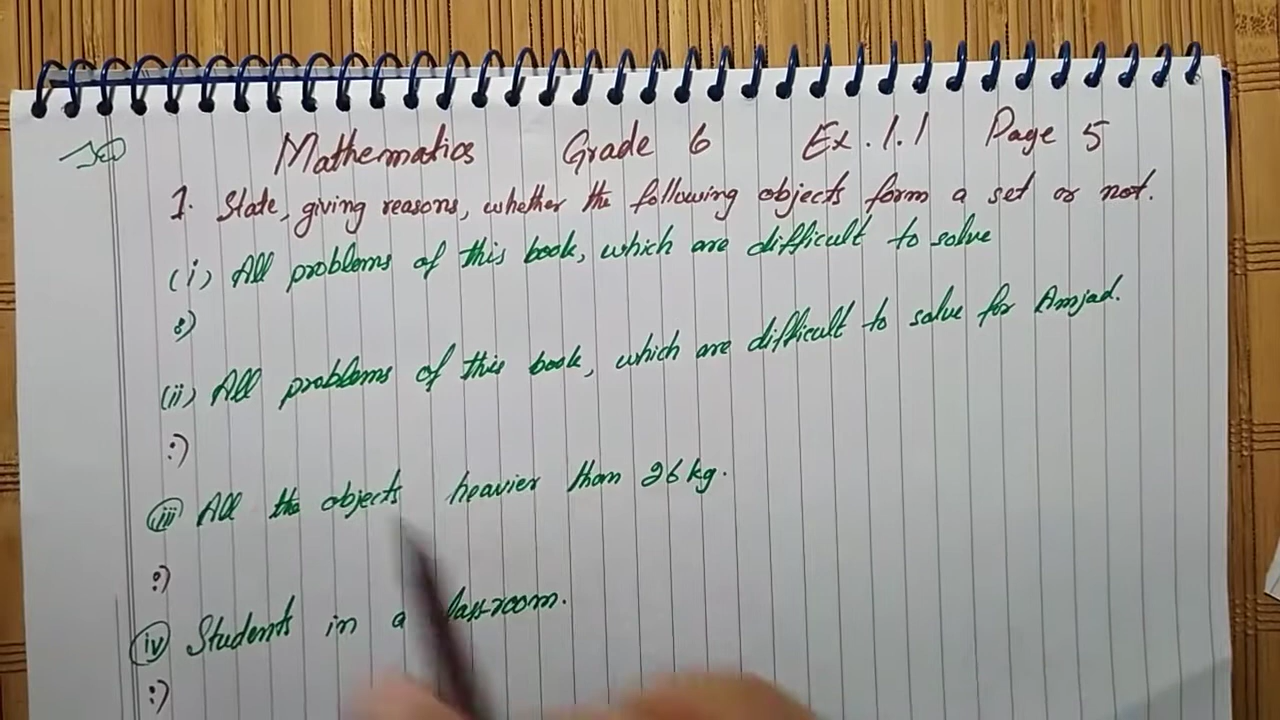 Mathematics Grade 6 Ex. 1.1 Page 5
1. State, giving reasons, whether the following objects form a set or not.
(i) All problems of this book, which are difficult to solve
:)
(ii) All problems of this book, which are difficult to solve for Amjad.
:)
(iii) All the objects heavier than 26 kg.
:)
(iv) Students in a lassroom.
:)